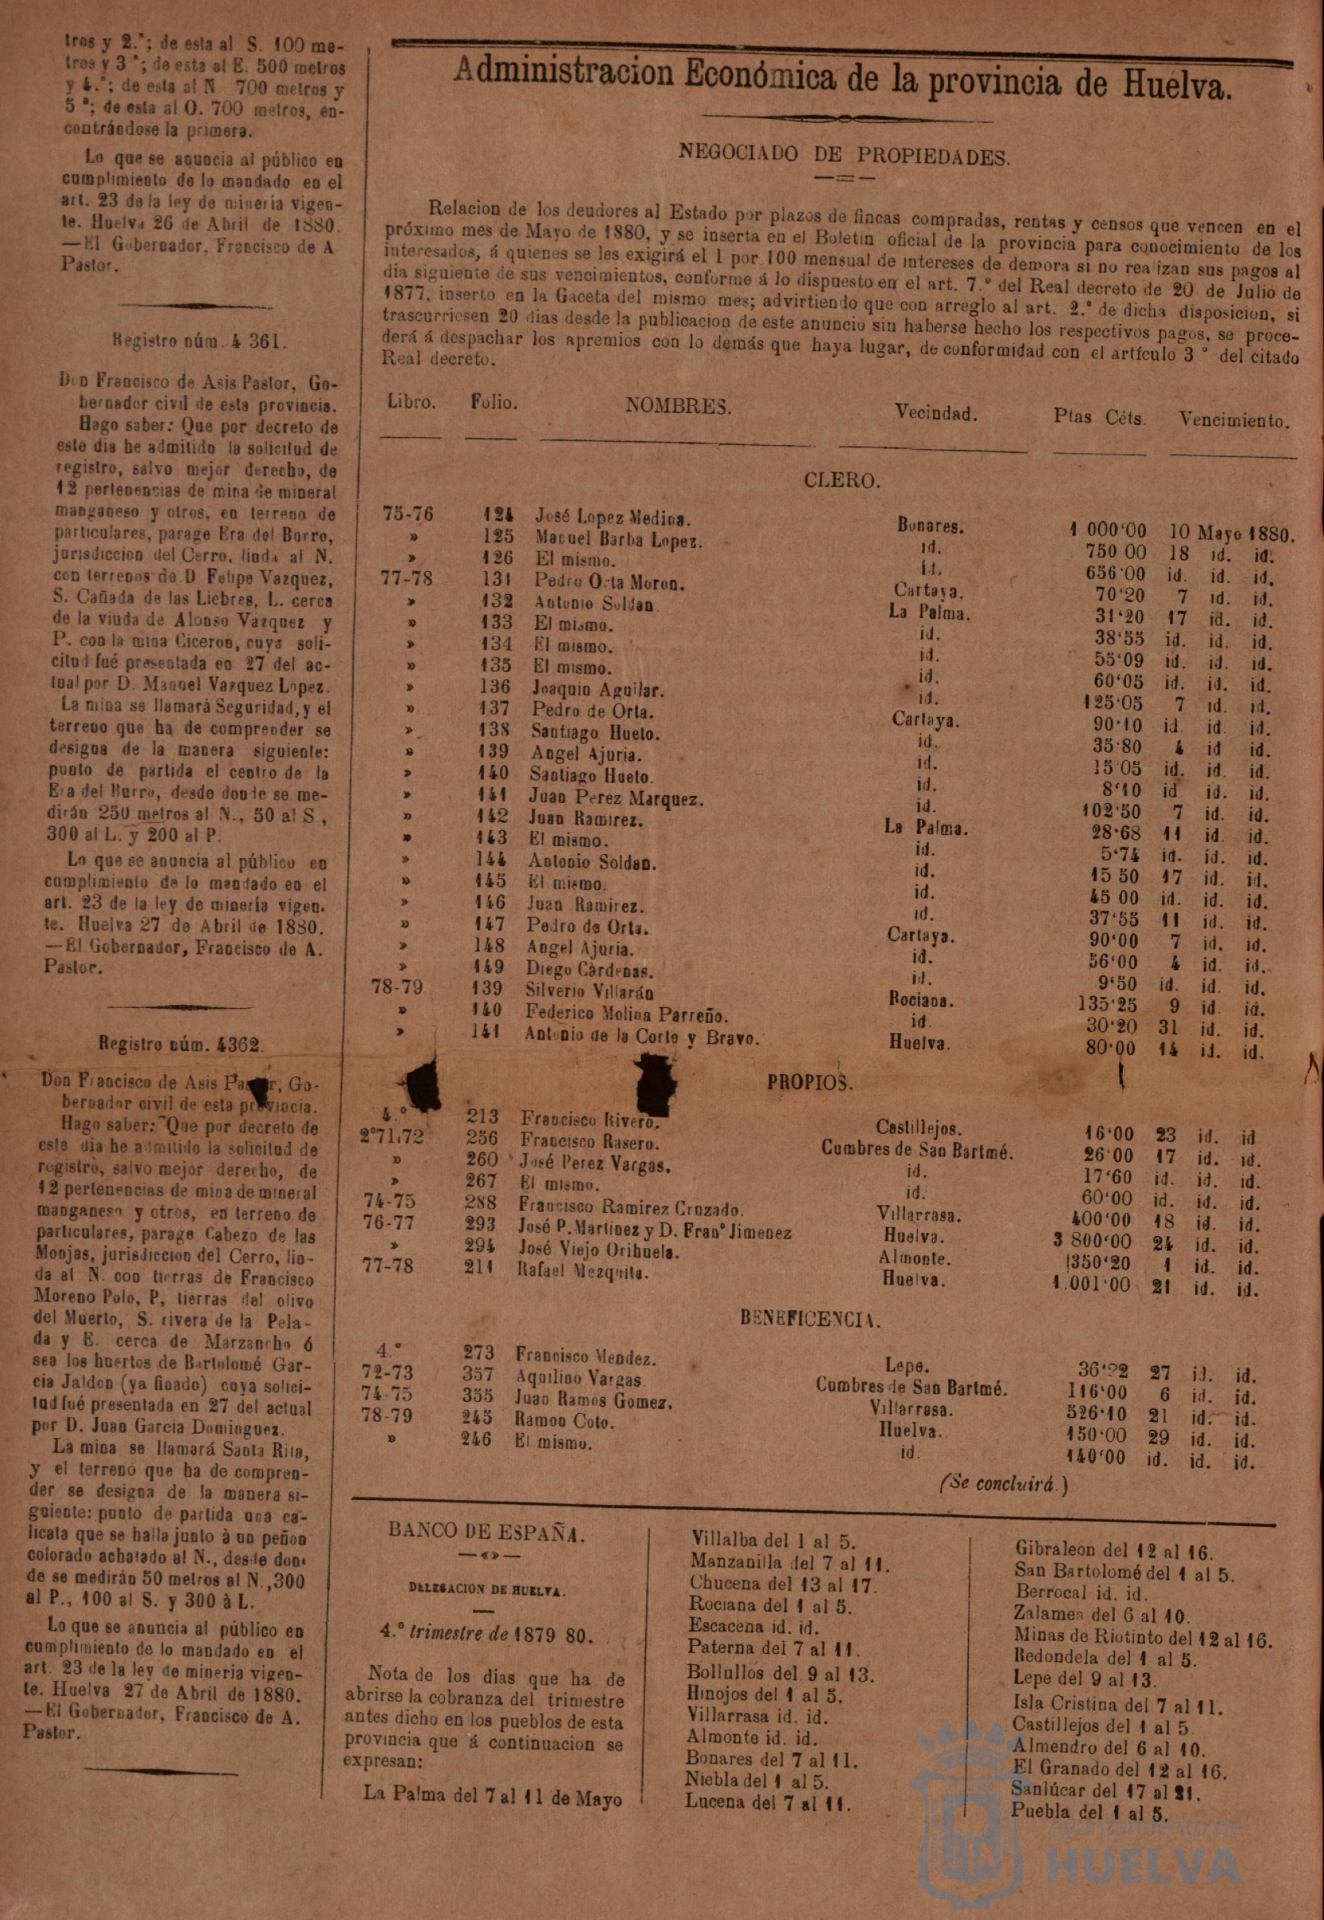 tros y 2.ª; de esta al S. 100 me-
tros y 3 ª; de esta al E. 500 metros
y 4.ª; de esta al N 700 metros y
5 ª; de esta al O. 700 metros, en-
contrándose la primera.
Lo que se anuncia al público en
cumplimiento de lo mandado en el
art. 23 de la ley de mineria vigen-
te. Huelva 26 de Abril de 1880.
—El Gobernador, Francisco de A
Pastor.
Registro núm. 4 361.
Don Francisco de Asis Pastor, Go-
bernador civil de esta provincia.
Hago saber: Que por decreto de
este dia he admitido la solicitud de
registro, salvo mejor derecho, de
12 pertenencias de mina de mineral
manganeso y otros, en terreno de
particulares, parage Era del Burro,
jurisdiccion del Cerro, linda al N.
con terrenos de D Felipe Vazquez,
S. Cañada de las Liebres, L. cerca
de la viuda de Alonso Vazquez y
P. con la mina Ciceron, cuya soli-
citud fué presentada en 27 del ac-
tual por D. Manuel Vazquez Lopez.
La mina se llamará Seguridad, y el
terreno que ha de comprender se
designa de la manera siguiente:
punto de partida el centro de la
Era del Burro, desde donde se me-
dirán 250 metros al N., 50 al S,
300 al L. y 200 al P.
Lo que se anuncia al público en
cumplimiento de lo mandado en el
art. 23 de la ley de minería vigen.
te. Huelva 27 de Abril de 1880.
—El Gobernador, Francisco de A.
Pastor.
Registro núm. 4362.
Don Francisco de Asis Pastor, Go-
bernador civil de esta provincia.
Hago saber: Que por decreto de
este dia he admitido la solicitud de
registro, salvo mejor derecho, de
12 pertenencias de mina de mineral
manganeso y otros, en terreno de
particulares, parage Cabezo de las
Monjas, jurisdiccion del Cerro, lin-
da al N. con tierras de Francisco
Moreno Polo, P, tierras del olivo
del Muerto, S. rivera de la Pela-
da y E. cerca de Marzancho ó
sea los huertos de Bartolomé Gar-
cia Jaldon (ya finado) cuya solici-
tud fué presentada en 27 del actual
por D. Juan Garcia Dominguez.
La mina se llamará Santa Rita,
y el terreno que ha de compren-
der se designa de la manera si-
guiente: punto de partida una ca-
licata que se halla junto à un peñon
colorado achatado al N., desde don-
de se medirán 50 metros al N., 300
al P., 100 al S. y 300 à L.
Lo que se anuncia al público en
cumplimiento de lo mandado en el
art. 23 de la ley de mineria vigen-
te. Huelva 27 de Abril de 1880.
—El Gobernador, Francisco de A.
Pastor.
Administracion Económica de la provincia de Huelva.
NEGOCIADO DE PROPIEDADES.
Relacion de los deudores al Estado por plazos de fincas compradas, rentas y censos que vencen en el
próximo mes de Mayo de 1880, y se inserta en el Boletin oficial de la provincia para conocimiento de los
interesados, á quienes se les exigirá el 1 por 100 mensual de intereses de demora si no realizan sus pagos al
dia siguiente de sus vencimientos, conforme á lo dispuesto en el art. 7.º del Real decreto de 20 de Julio de
1877, inserto en la Gaceta del mismo mes; advirtiendo que con arreglo al art. 2.º de dicha disposicion, si
trascurriesen 20 dias desde la publicacion de este anuncio sin haberse hecho los respectivos pagos, se proce-
derá á despachar los apremios con lo demás que haya lugar, de conformidad con el artículo 3 º del citado
Real decreto.
Libro. Folio. NOMBRES. Vecindad. Ptas Céts. Vencimiento.
CLERO.
75-76 124 José Lopez Medina. Bonares. 1 000'00 10 Mayo 1880.
» 125 Manuel Barba Lopez. id. 750 00 18 id. id.
» 126 El mismo. id. 656'00 id. id. id.
77-78 131 Pedro Orta Moron. Cartaya. 70'20 7 id. id.
» 132 Antonio Soldan. La Palma. 31'20 17 id. id.
» 133 El mismo. id. 38'55 id. id. id.
» 134 El mismo. id. 55'09 id. id. id.
» 135 El mismo. id. 60'05 id. id. id.
» 136 Joaquin Aguilar. id. 125'05 7 id. id.
» 137 Pedro de Orta. Cartaya. 90'10 id. id. id.
» 138 Santiago Hueto. id. 35'80 4 id id.
» 139 Angel Ajuria. id. 15'05 id. id. id.
» 140 Santiago Hueto. id. 8'10 id id. id.
» 141 Juan Perez Marquez. id. 102'50 7 id. id.
» 142 Juan Ramirez. La Palma. 28'68 11 id. id.
» 143 El mismo. id. 5'74 id. id. id.
» 144 Antonio Soldan. id. 15 50 17 id. id.
» 145 El mismo. id. 45 00 id. id. id.
» 146 Juan Ramirez. id. 37'55 11 id. id.
» 147 Pedro de Orta. Cartaya. 90'00 7 id. id.
» 148 Angel Ajuria. id. 56'00 4 id. id.
» 149 Diego Càrdenas. id. 9'50 id. id. id.
78-79 139 Silverio Villarán Rociana. 135'25 9 id id.
» 140 Federico Molina Parreño. id. 30'20 31 id. id.
» 141 Antonio de la Corte y Bravo. Huelva. 80'00 14 id. id.
PROPIOS.
4.º 213 Francisco Rivero. Castillejos. 16'00 23 id. id
2º71.72 256 Francisco Rasero. Cumbres de San Bartmé. 26'00 17 id. id.
» 260 José Perez Vargas. id. 17'60 id. id. id.
» 267 El mismo. id. 60'00 id. id. id.
74-75 288 Francisco Ramirez Cruzado. Villarrasa. 400'00 18 id. id.
76-77 293 José P. Martinez y D. Franº Jimenez Huelva. 3 800'00 24 id. id.
» 294 José Viejo Orihuela. Almonte. 1350'20 1 id. id.
77-78 211 Rafael Mezquita. Huelva. 1.001'00 21 id. id.
BENEFICENCIA.
4.º 273 Francisco Mendez. Lepe. 36'22 27 id. id.
72-73 357 Aquilino Vargas Cumbres de San Bartmé. 116'00 6 id. id.
74-75 355 Juan Ramos Gomez. Villarrasa. 526'10 21 id. id.
78-79 245 Ramon Coto. Huelva. 150'00 29 id. id.
» 246 El mismo. id. 140'00 id. id. id.
(Se concluirá.)
BANCO DE ESPAÑA.
DELEGACION DE HUELVA.
4.º trimestre de 1879 80.
Nota de los dias que ha de
abrirse la cobranza del trimestre
antes dicho en los pueblos de esta
provincia que á continuacion se
expresan:
La Palma del 7 al 11 de Mayo
Villalba del 1 al 5.
Manzanilla del 7 al 11.
Chucena del 13 al 17.
Rociana del 1 al 5.
Escacena id. id.
Paterna del 7 al 11.
Bollullos del 9 al 13.
Hinojos del 1 al 5.
Villarrasa id. id.
Almonte id. id.
Bonares del 7 al 11.
Niebla del 1 al 5.
Lucena del 7 al 11.
Gibraleon del 12 al 16.
San Bartolomé del 1 al 5.
Berrocal id. id.
Zalamea del 6 al 10.
Minas de Riotinto del 12 al 16.
Redondela del 1 al 5.
Lepe del 9 al 13.
Isla Cristina del 7 al 11.
Castillejos del 1 al 5
Almendro del 6 al 10.
El Granado del 12 al 16.
Sanlúcar del 17 al 21.
Puebla del 1 al 5.
Ayuntamiento de
HUELVA